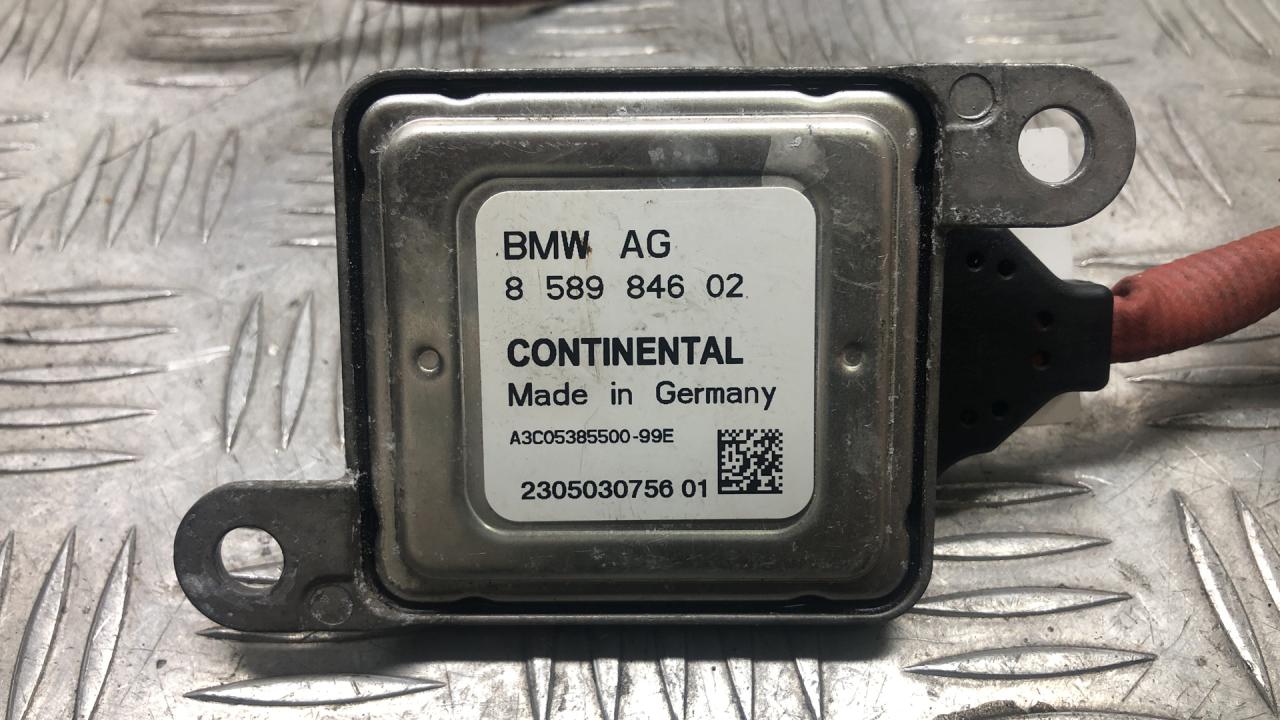 BMW AG
8 589 846 02
CONTINENTAL
Made in Germany
A3C05385500-99E
2305030756 01